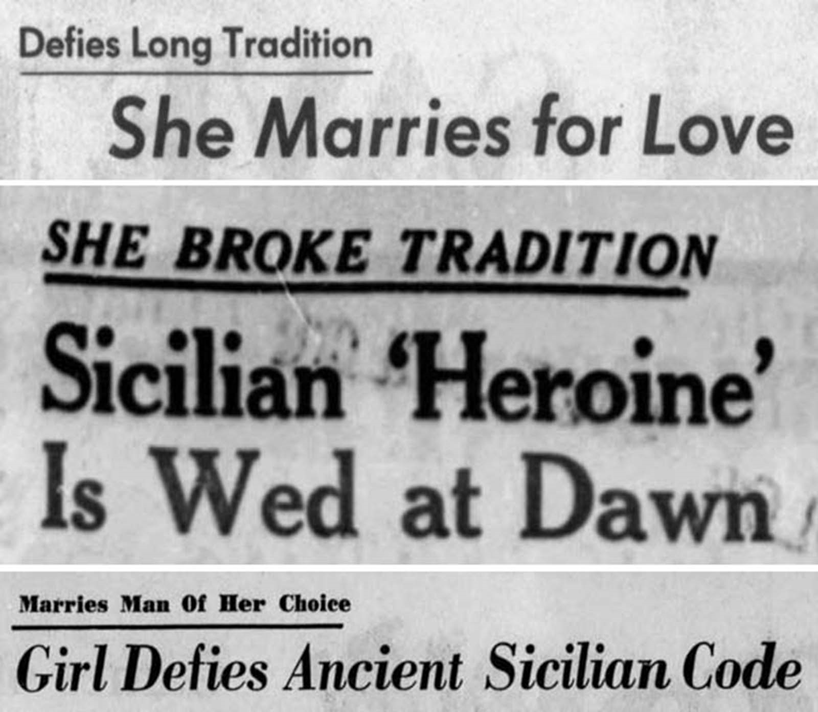 Defies Long Tradition
She Marries for Love
SHE BROKE TRADITION
Sicilian ‘Heroine’
Is Wed at Dawn
Marries Man Of Her Choice
Girl Defies Ancient Sicilian Code